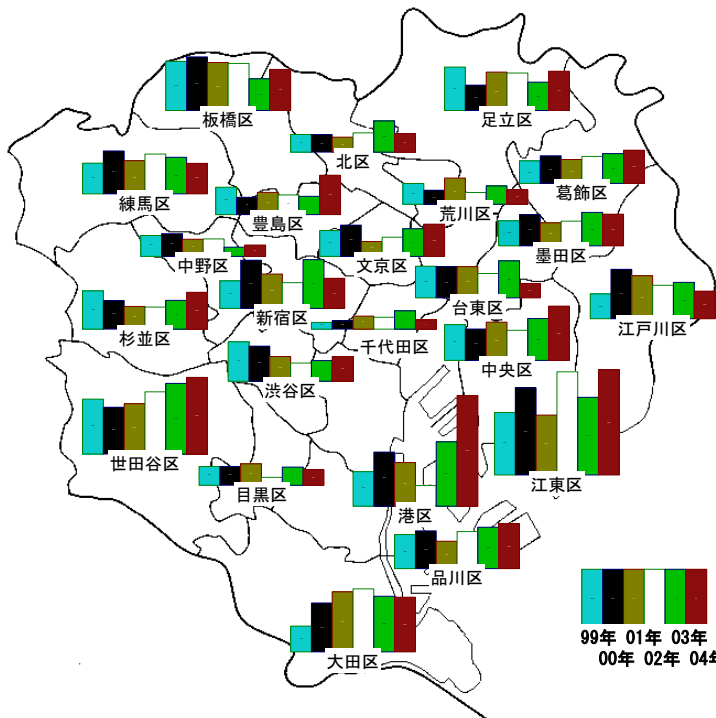 板橋区
足立区
北区
練馬区
葛飾区
豊島区
荒川区
文京区
墨田区
中野区
台東区
新宿区
江戸川区
杉並区
千代田区
中央区
渋谷区
世田谷区
江東区
目黒区
港区
品川区
大田区
99年 01年 03年
00年 02年 04年